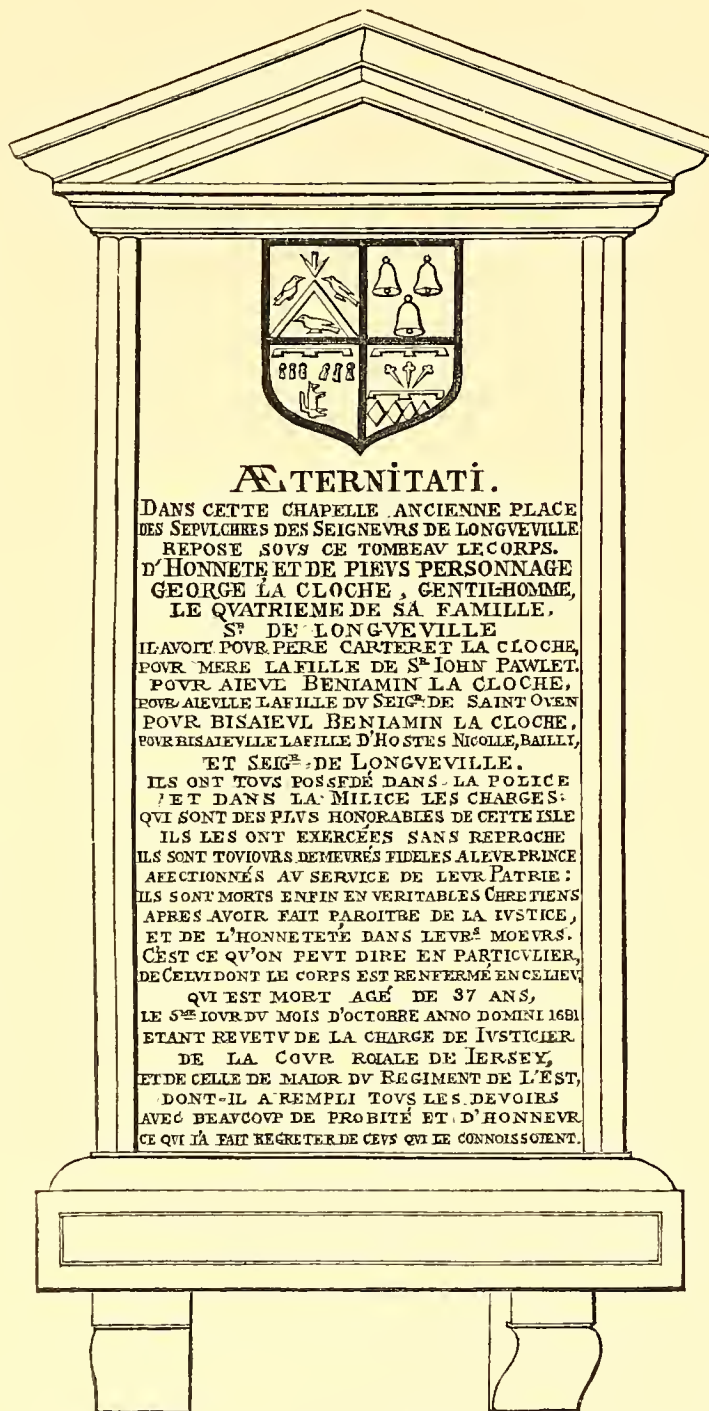 ÆTERNİTATİ.
DANS CETTE CHAPELLE ANCIENNE PLACE
DES SEPVLCHRES DES SEIGNEVRS DE LONGVEVILLE
REPOSE SOVS CE TOMBEAV LE CORPS.
D'HONNETE ET DE PIEVS PERSONNAGE
GEORGE LA CLOCHE, GENTIL-HOMME,
LE QVATRIEME DE SA FAMILLE,
SR. DE LONGVEVILLE
IL AVOIT POVR PERE CARTERET LA CLOCHE,
POVR MERE LA FILLE DE SR. IOHN PAWLET.
POVR AIEVL BENIAMIN LA CLOCHE,
POVR AIEVLLE LA FILLE DV SEIGR. DE SAINT OVEN
POVR BISAIEVL BENIAMIN LA CLOCHE,
POVR BISAIEVLLE LA FILLE D'HOSTES NICOLLE, BAILLI,
ET SEIGR. DE LONGVEVILLE.
ILS ONT TOVS POSSEDÉ DANS LA POLICE
ET DANS LA MILICE LES CHARGES
QVI SONT DES PLVS HONORABLES DE CETTE ISLE
ILS LES ONT EXERCÉES SANS REPROCHE
ILS SONT TOVIOVRS DEMEVRÉS FIDELES A LEVR PRINCE
AFECTIONNÉS AV SERVICE DE LEVR PATRIE:
ILS SONT MORTS ENFIN EN VERITABLES CHRETIENS
APRES AVOIR FAIT PAROITRE DE LA IVSTICE,
ET DE L'HONNETETÉ DANS LEVRS MOEVRS.
C'EST CE QV'ON PEVT DIRE EN PARTICVLIER,
DE CELVI DONT LE CORPS EST RENFERMÉ EN CE LIEV,
QVI EST MORT AGÉ DE 37 ANS,
LE 5ME IOVR DV MOIS D'OCTOBRE ANNO DOMINI 1681
ETANT REVETV DE LA CHARGE DE IVSTICIER
DE LA COVR ROIALE DE IERSEY,
ET DE CELLE DE MAIOR DV REGIMENT DE L'EST,
DONT-IL A REMPLI TOVS LES DEVOIRS
AVEC BEAVCOVP DE PROBITÉ ET D'HONNEVR
CE QVI L'A FAIT REGRETER DE CEVS QVI LE CONNOISSOIENT.